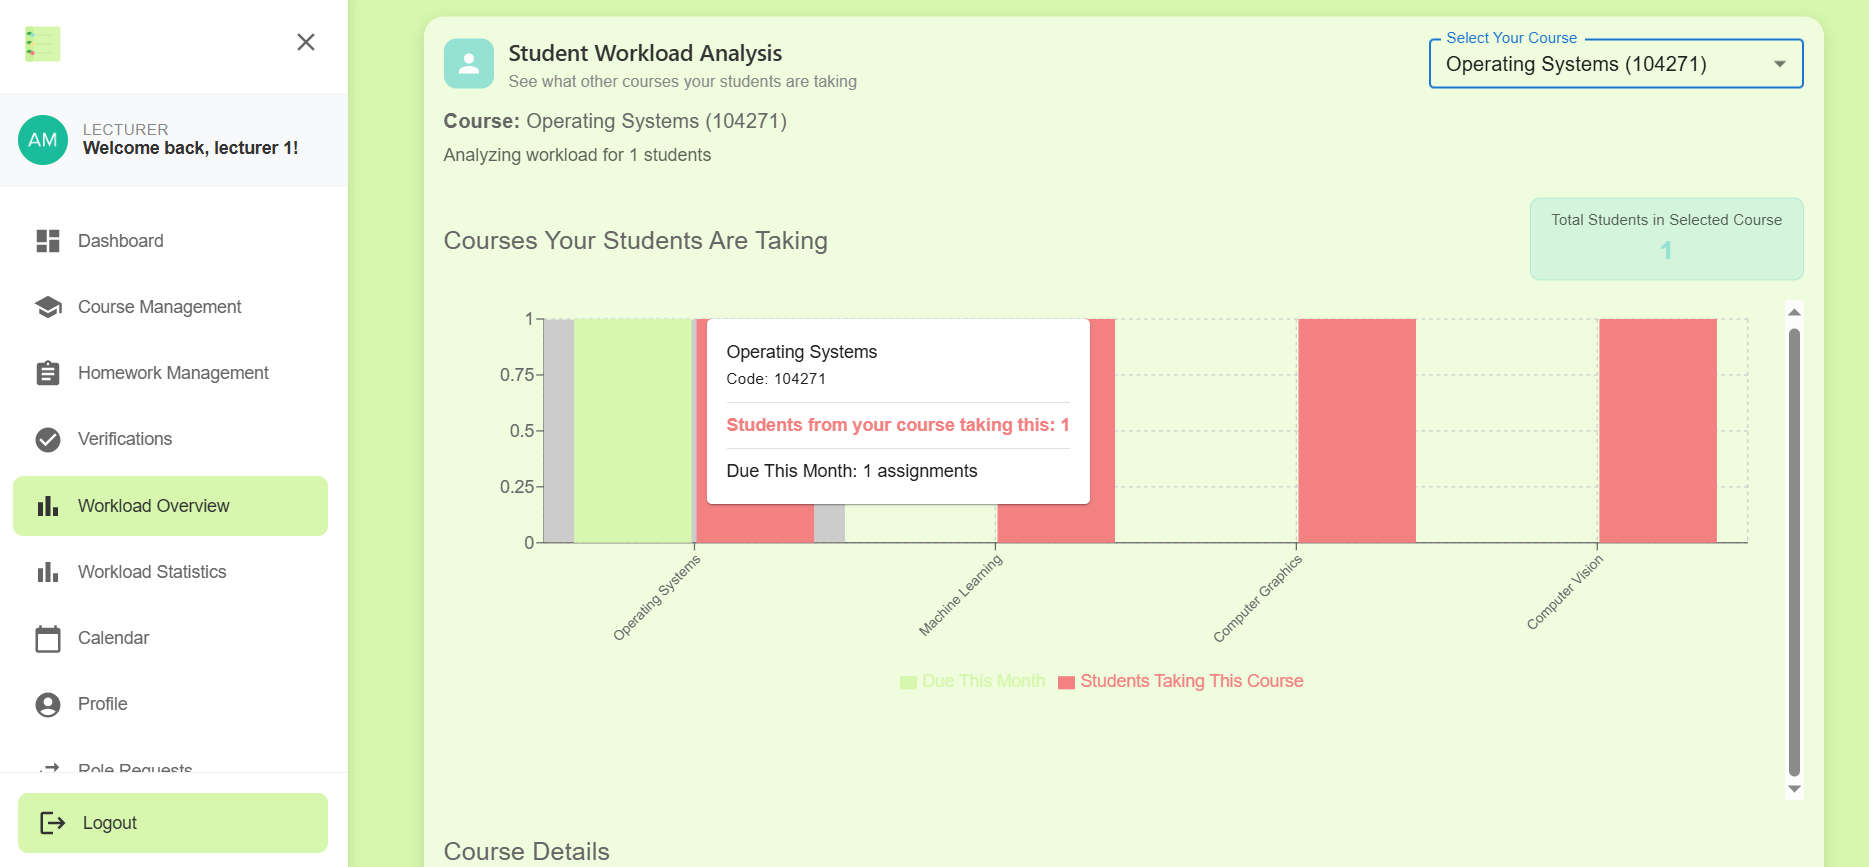 AM
LECTURER
Welcome back, lecturer 1!
Dashboard
Course Management
Homework Management
Verifications
Workload Overview
Workload Statistics
Calendar
Profile
Role Requests
Logout
Student Workload Analysis
See what other courses your students are taking
Select Your Course
Operating Systems (104271)
Course: Operating Systems (104271)
Analyzing workload for 1 students
Total Students in Selected Course
1
Courses Your Students Are Taking
1
0.75
0.5
0.25
0
Operating Systems
Code: 104271
Students from your course taking this: 1
Due This Month: 1 assignments
Operating Systems
Machine Learning
Computer Graphics
Computer Vision
Due This Month
Students Taking This Course
Course Details